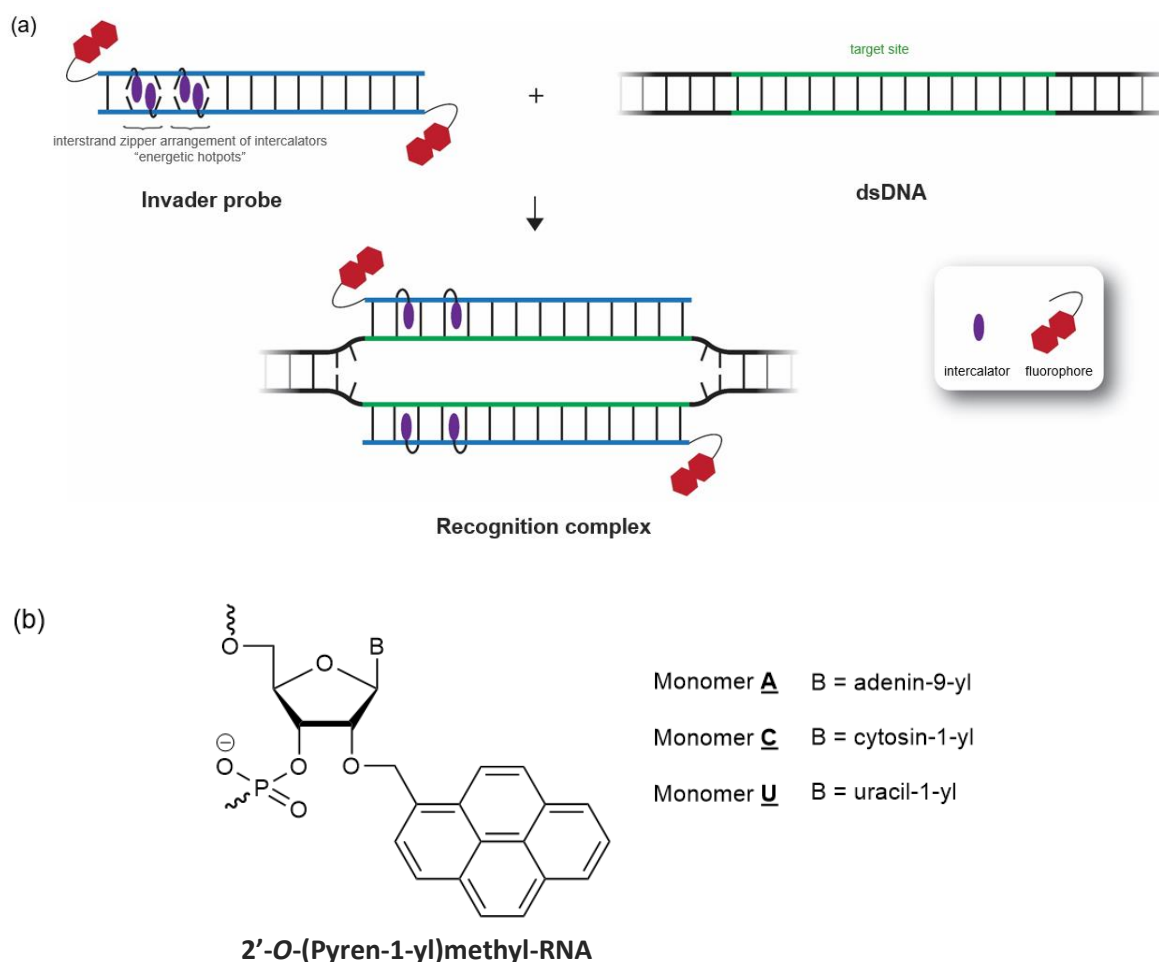 (a)
target site
+
interstrand zipper arrangement of intercalators
"energetic hotpots"
Invader probe
dsDNA
intercalator fluorophore
Recognition complex
(b)
O
B
O
Monomer A B = adenin-9-yl
⊖
O
O
O
Monomer C B = cytosin-1-yl
P
O
Monomer U B = uracil-1-yl
2'-O-(Pyren-1-yl)methyl-RNA